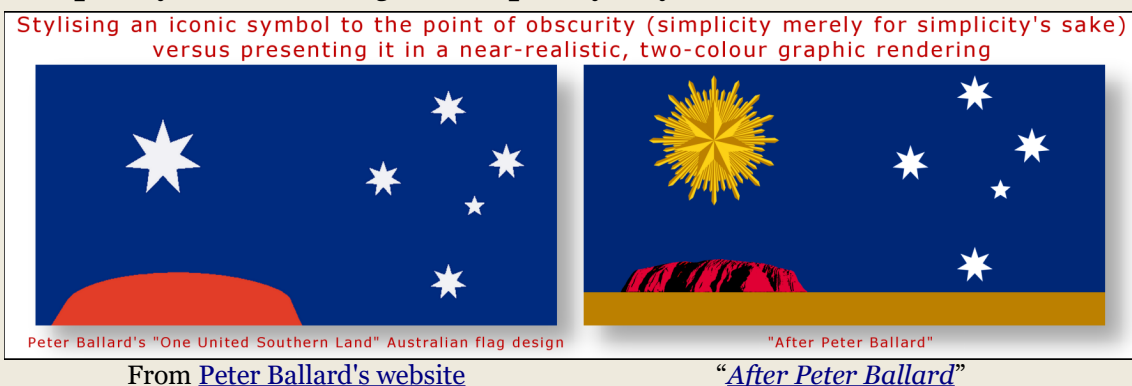 Stylising an iconic symbol to the point of obscurity (simplicity merely for simplicity's sake)
versus presenting it in a near-realistic, two-colour graphic rendering
Peter Ballard's "One United Southern Land" Australian flag design
"After Peter Ballard"
From Peter Ballard's website
“After Peter Ballard”